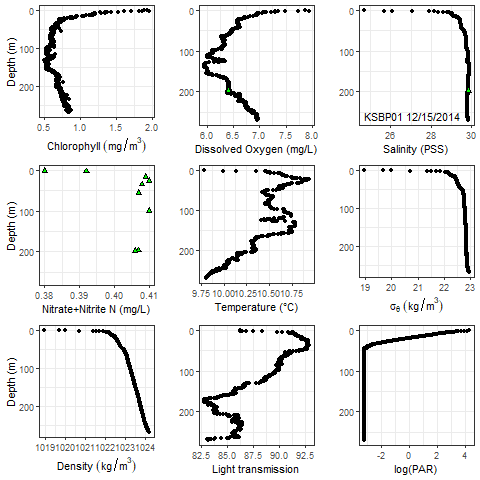 Depth (m)
0
100
200
0.5 1.0 1.5 2.0
Chlorophyll (mg/m³)
0
100
200
6.0 6.5 7.0 7.5 8.0
Dissolved Oxygen (mg/L)
0
100
200
KSBP01 12/15/2014
26 28 30
Salinity (PSS)
Depth (m)
0
100
200
0.38 0.39 0.40 0.41
Nitrate+Nitrite N (mg/L)
0
100
200
9.75 10.00 10.25 10.50 10.75
Temperature (°C)
0
100
200
19 20 21 22 23
σθ (kg/m³)
Depth (m)
0
100
200
1019 1020 1021 1022 1023 1024
Density (kg/m³)
0
100
200
82.5 85.0 87.5 90.0 92.5
Light transmission
0
100
200
-2 0 2 4
log(PAR)